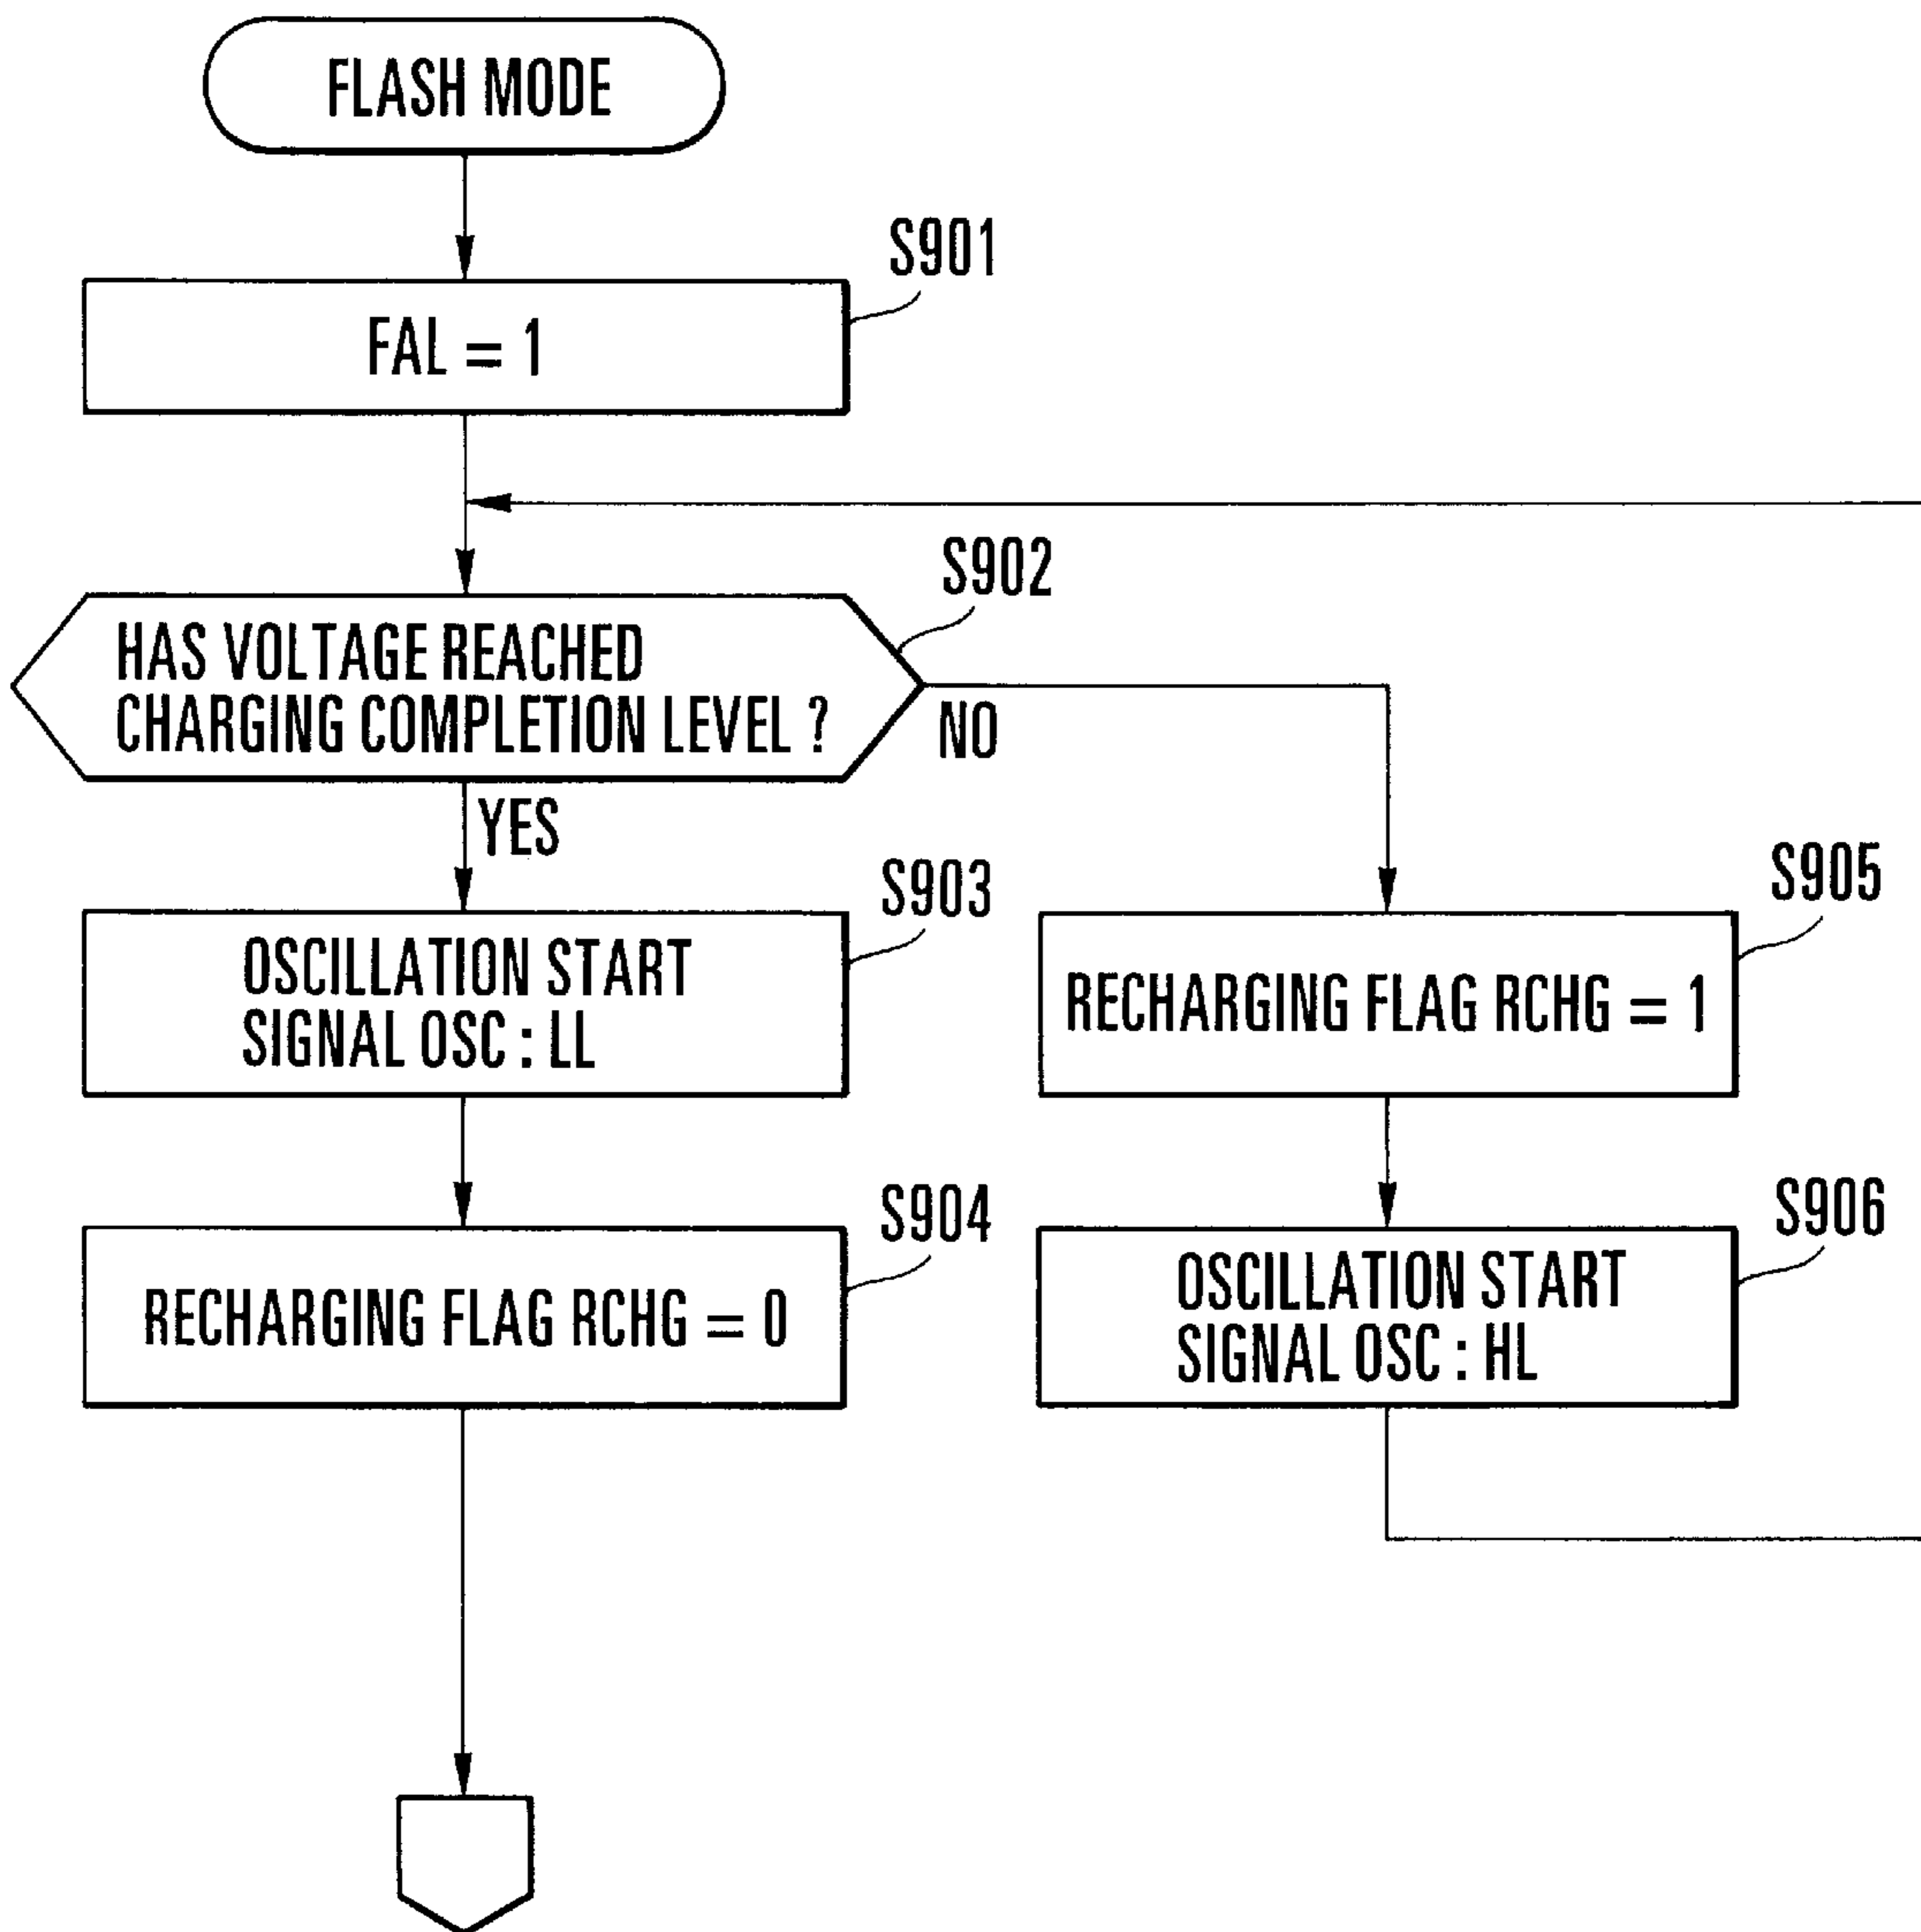 FLASH MODE
S901
FAL = 1
S902
HAS VOLTAGE REACHED
CHARGING COMPLETION LEVEL ?
NO
YES
S903
OSCILLATION START
SIGNAL OSC : LL
S905
RECHARGING FLAG RCHG = 1
S904
RECHARGING FLAG RCHG = 0
S906
OSCILLATION START
SIGNAL OSC : HL